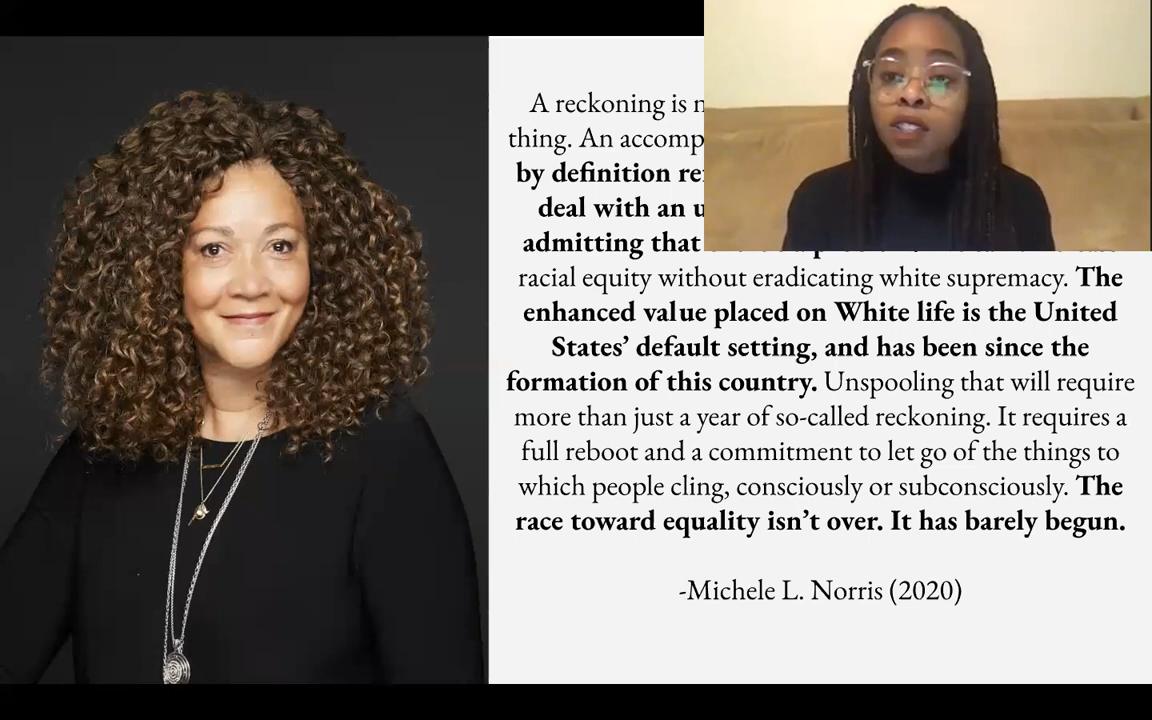 A reckoning is
thing. An
by definition
deal with an
admitting that
racial equity without eradicating white supremacy. The
enhanced value placed on White life is the United
States’ default setting, and has been since the
formation of this country. Unspooling that will require
more than just a year of so-called reckoning. It requires a
full reboot and a commitment to let go of the things to
which people cling, consciously or subconsciously. The
race toward equality isn’t over. It has barely begun.
-Michele L. Norris (2020)